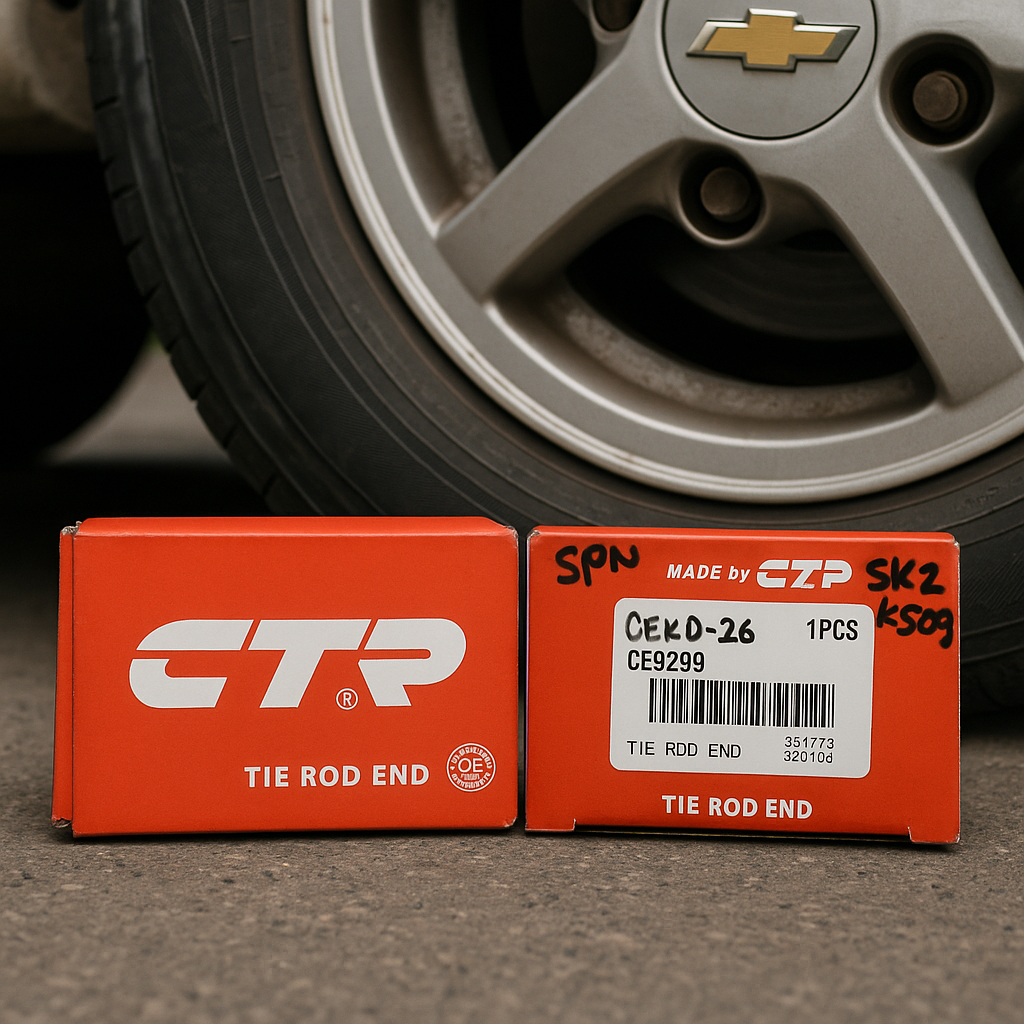 CTR
®
TIE ROD END
OE
SPN
MADE by CZP
SK2
KS09
CEKD-26
1PCS
CE9299
TIE RDD END
351773
32010d
TIE ROD END